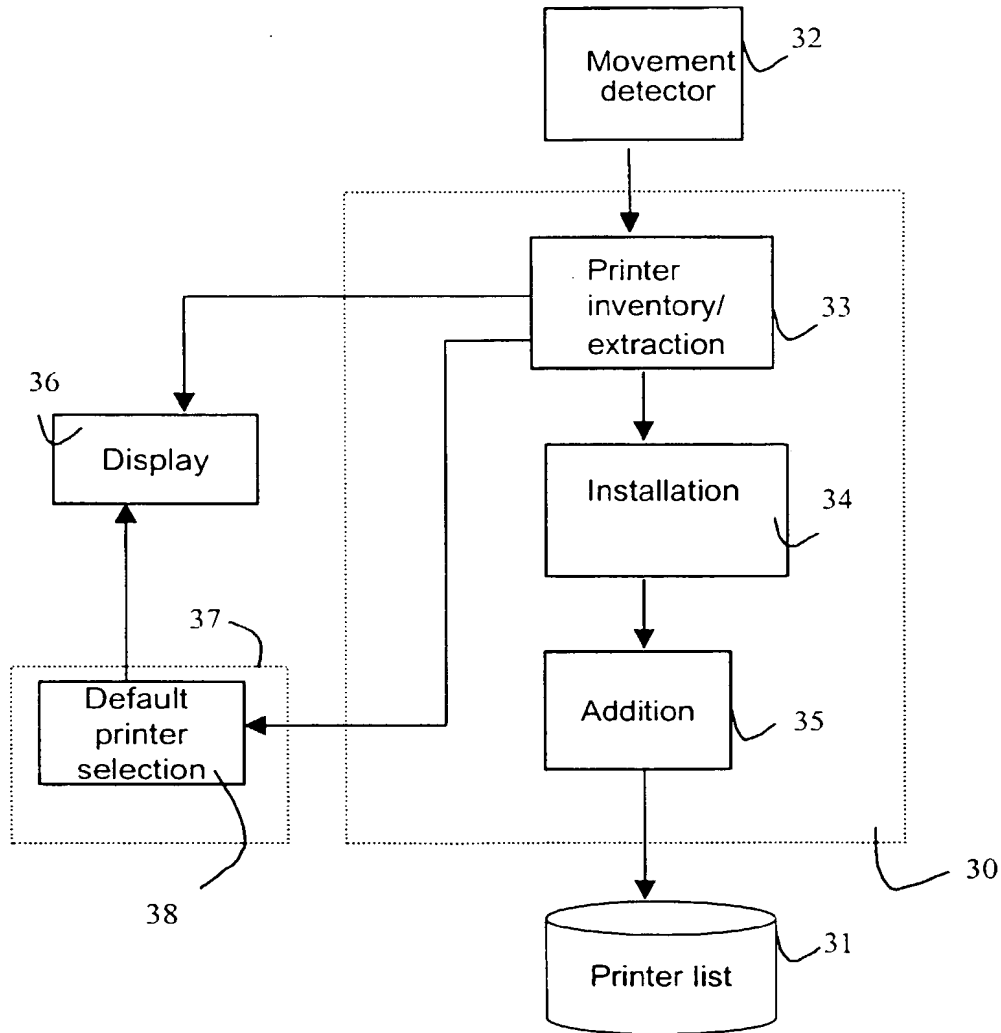 32
Movement
detector
Printer
inventory/
extraction
33
36
Display
Installation
34
37
Default
printer
selection
Addition
35
38
30
31
Printer list